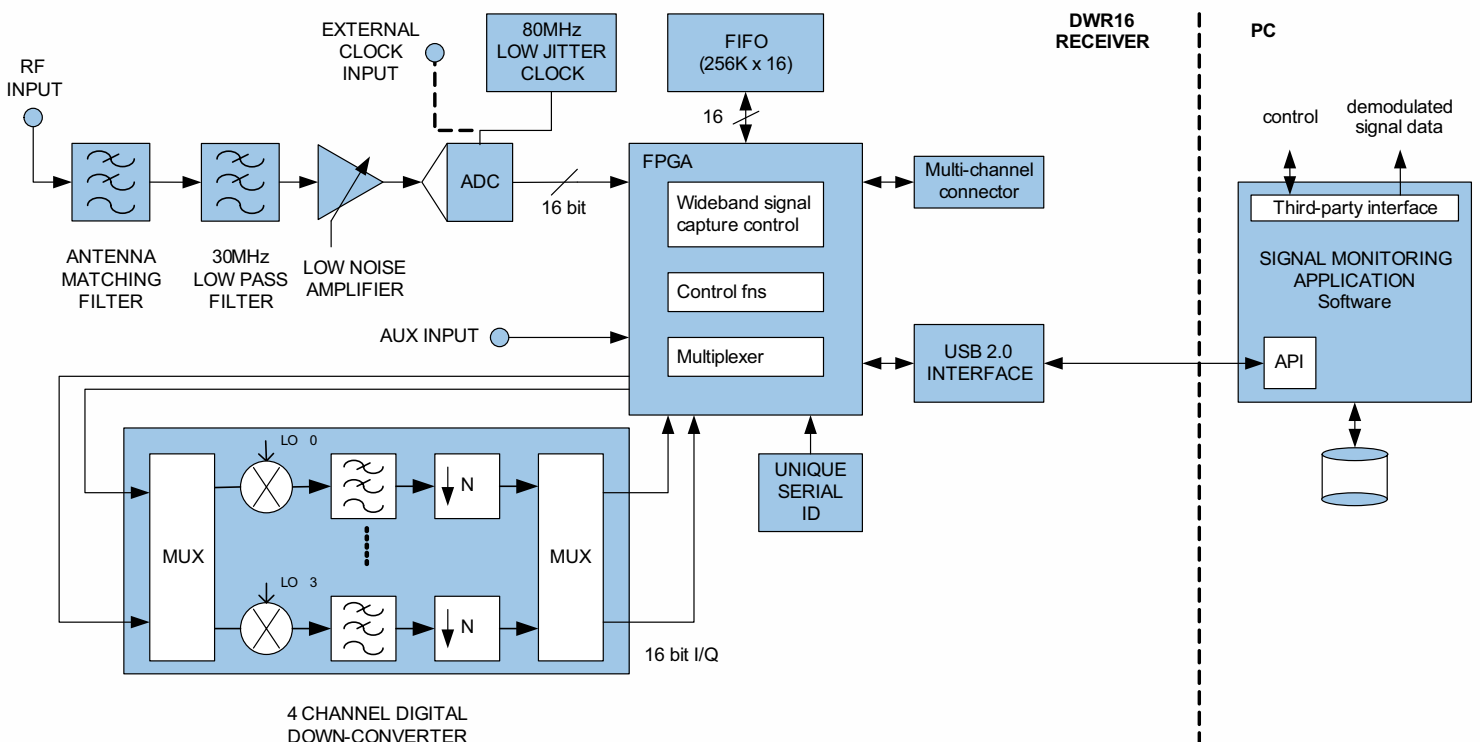 RF
INPUT
EXTERNAL
CLOCK
INPUT
80MHz
LOW JITTER
CLOCK
FIFO
(256K x 16)
DWR16
RECEIVER
PC
16
control
demodulated
signal data
ADC
16 bit
FPGA
Wideband signal
capture control
Control fns
Multiplexer
Multi-channel
connector
Third-party interface
SIGNAL MONITORING
APPLICATION
Software
API
ANTENNA
MATCHING
FILTER
30MHz
LOW PASS
FILTER
LOW NOISE
AMPLIFIER
AUX INPUT
USB 2.0
INTERFACE
UNIQUE
SERIAL
ID
MUX
LO 0
N
LO 3
N
MUX
16 bit I/Q
4 CHANNEL DIGITAL
DOWN-CONVERTER